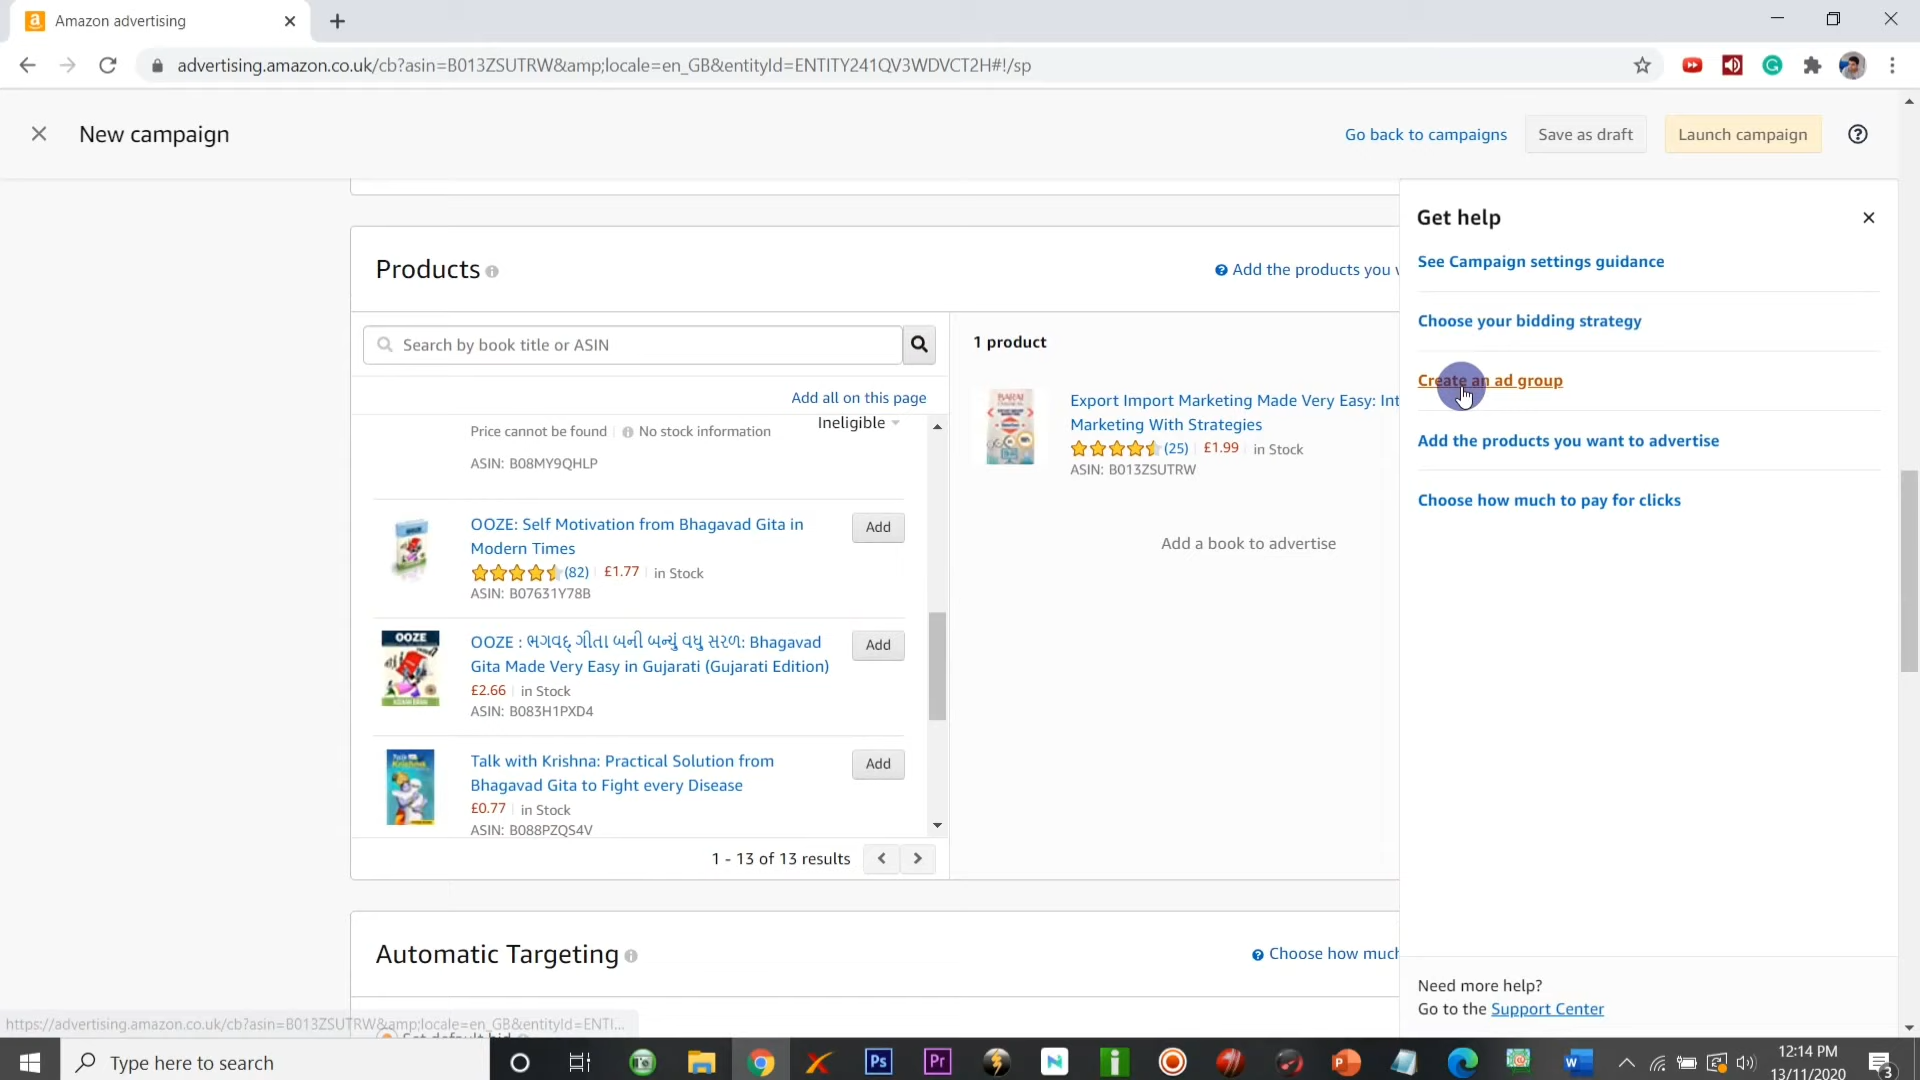 Amazon advertising
advertising.amazon.co.uk/cb?asin=B013ZSUTRW&amp;locale=en_GB&entityId=ENTITY241QV3WDVCT2H#!/sp
New campaign
Go back to campaigns
Save as draft
Launch campaign
Get help
See Campaign settings guidance
Choose your bidding strategy
Create an ad group
Add the products you want to advertise
Choose how much to pay for clicks
Need more help?
Go to the Support Center
Products
Add the products you
Search by book title or ASIN
Add all on this page
Ineligible
Price cannot be found
No stock information
ASIN: B08MY9QHLP
OOZE: Self Motivation from Bhagavad Gita in
Modern Times
Add
(82) £1.77 in Stock
ASIN: B07631Y78B
OOZE
OOZE : ભગવદ્ ગીતા બની બન્યું વધુ સરળ: Bhagavad
Gita Made Very Easy in Gujarati (Gujarati Edition)
Add
£2.66 in Stock
ASIN: B083H1PXD4
Talk with Krishna: Practical Solution from
Bhagavad Gita to Fight every Disease
Add
£0.77 in Stock
ASIN: B088PZQS4V
1 - 13 of 13 results
1 product
Export Import Marketing Made Very Easy: Int
Marketing With Strategies
(25) £1.99 in Stock
ASIN: B013ZSUTRW
Add a book to advertise
Automatic Targeting
Choose how much
Set default bid
https://advertising.amazon.co.uk/cb?asin=B013ZSUTRW&amp;locale=en_GB&entityId=ENTI...
Type here to search
Ps
Pr
12:14 PM
13/11/2020
3